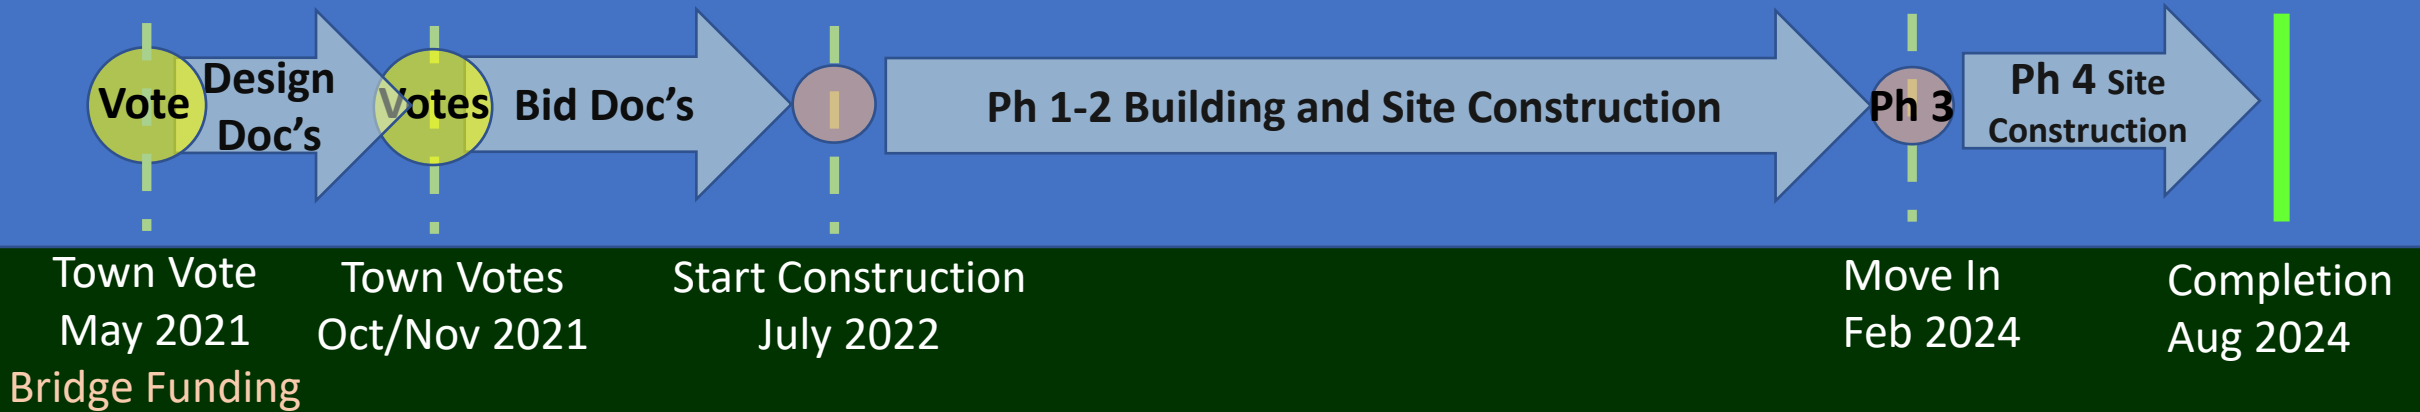 Vote
Design
Doc's
Votes
Bid Doc's
Ph 1-2 Building and Site Construction
Ph 3
Ph 4 Site
Construction
Town Vote
May 2021
Bridge Funding
Town Votes
Oct/Nov 2021
Start Construction
July 2022
Move In
Feb 2024
Completion
Aug 2024